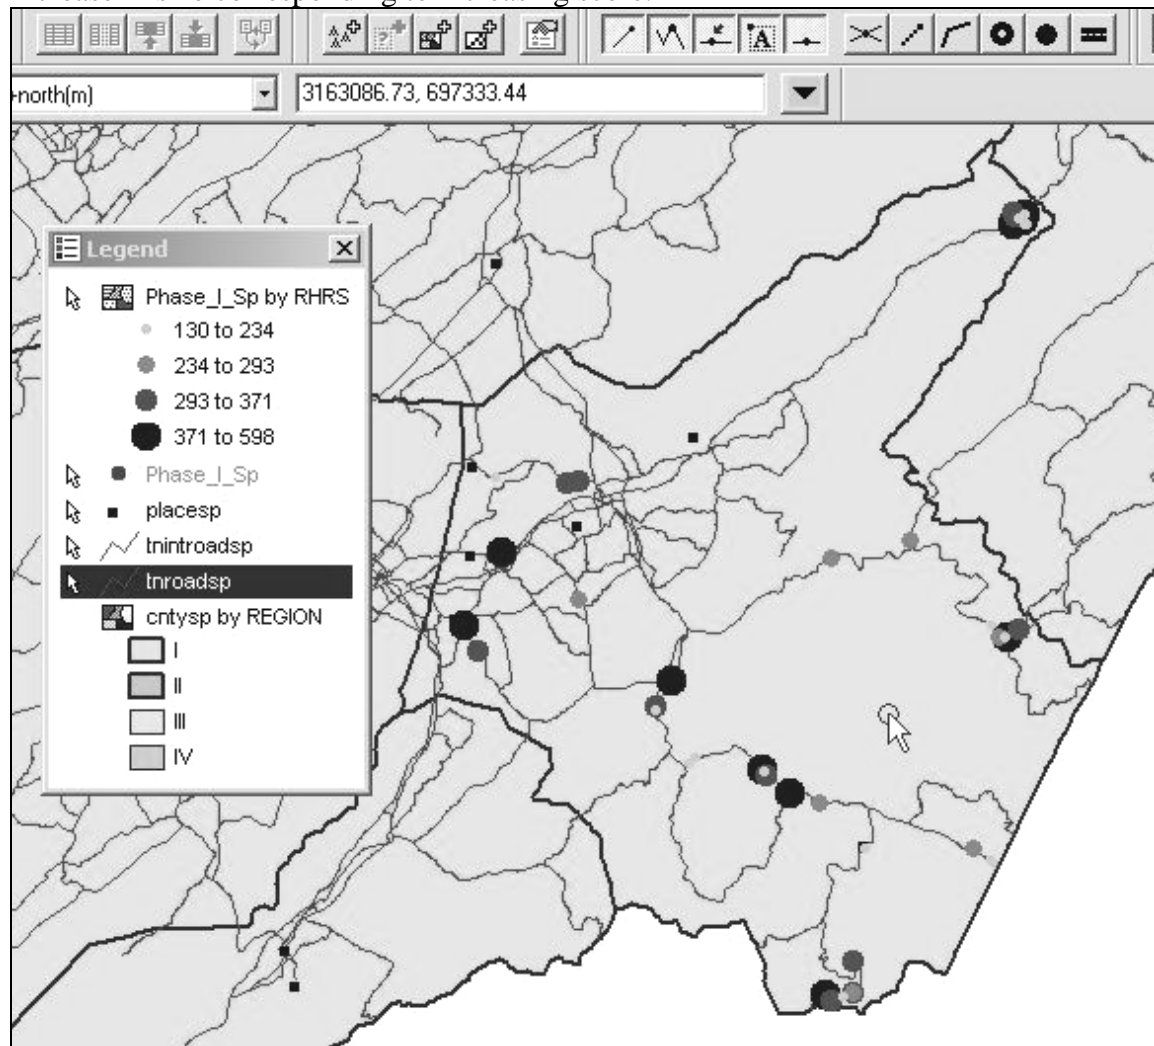 +north(m)
3163086.73, 697333.44
Legend
Phase_I_Sp by RHRS
130 to 234
234 to 293
293 to 371
371 to 598
Phase_I_Sp
placesp
tnintroadsp
tnroadsp
cntysp by REGION
I
II
III
IV